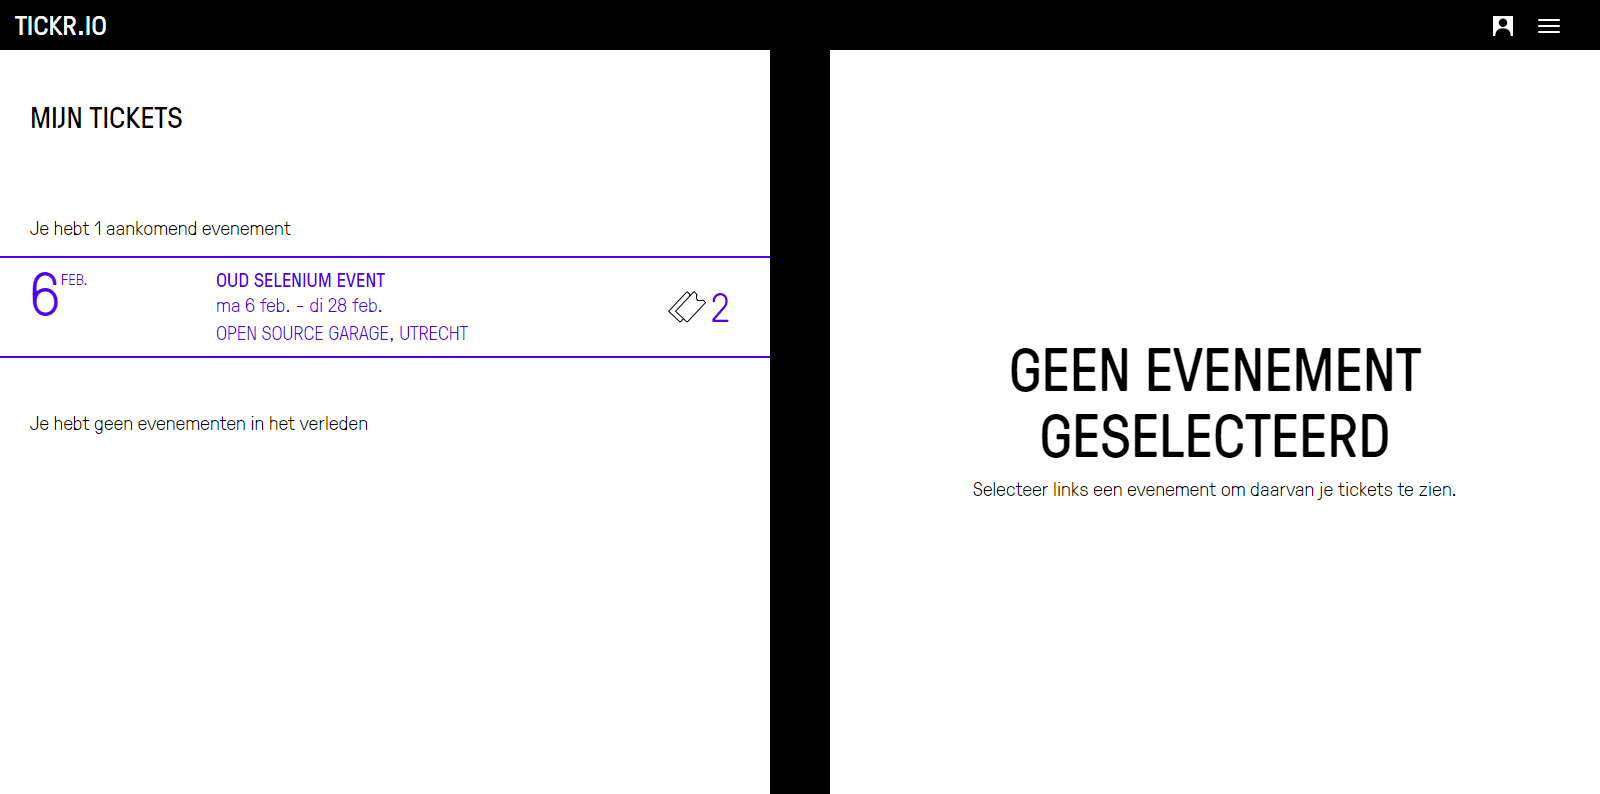 TICKR.IO
MIJN TICKETS
Je hebt 1 aankomend evenement
6 FEB.
OUD SELENIUM EVENT
ma 6 feb. - di 28 feb.
OPEN SOURCE GARAGE, UTRECHT
2
Je hebt geen evenementen in het verleden
GEEN EVENEMENT
GESELECTEERD
Selecteer links een evenement om daarvan je tickets te zien.